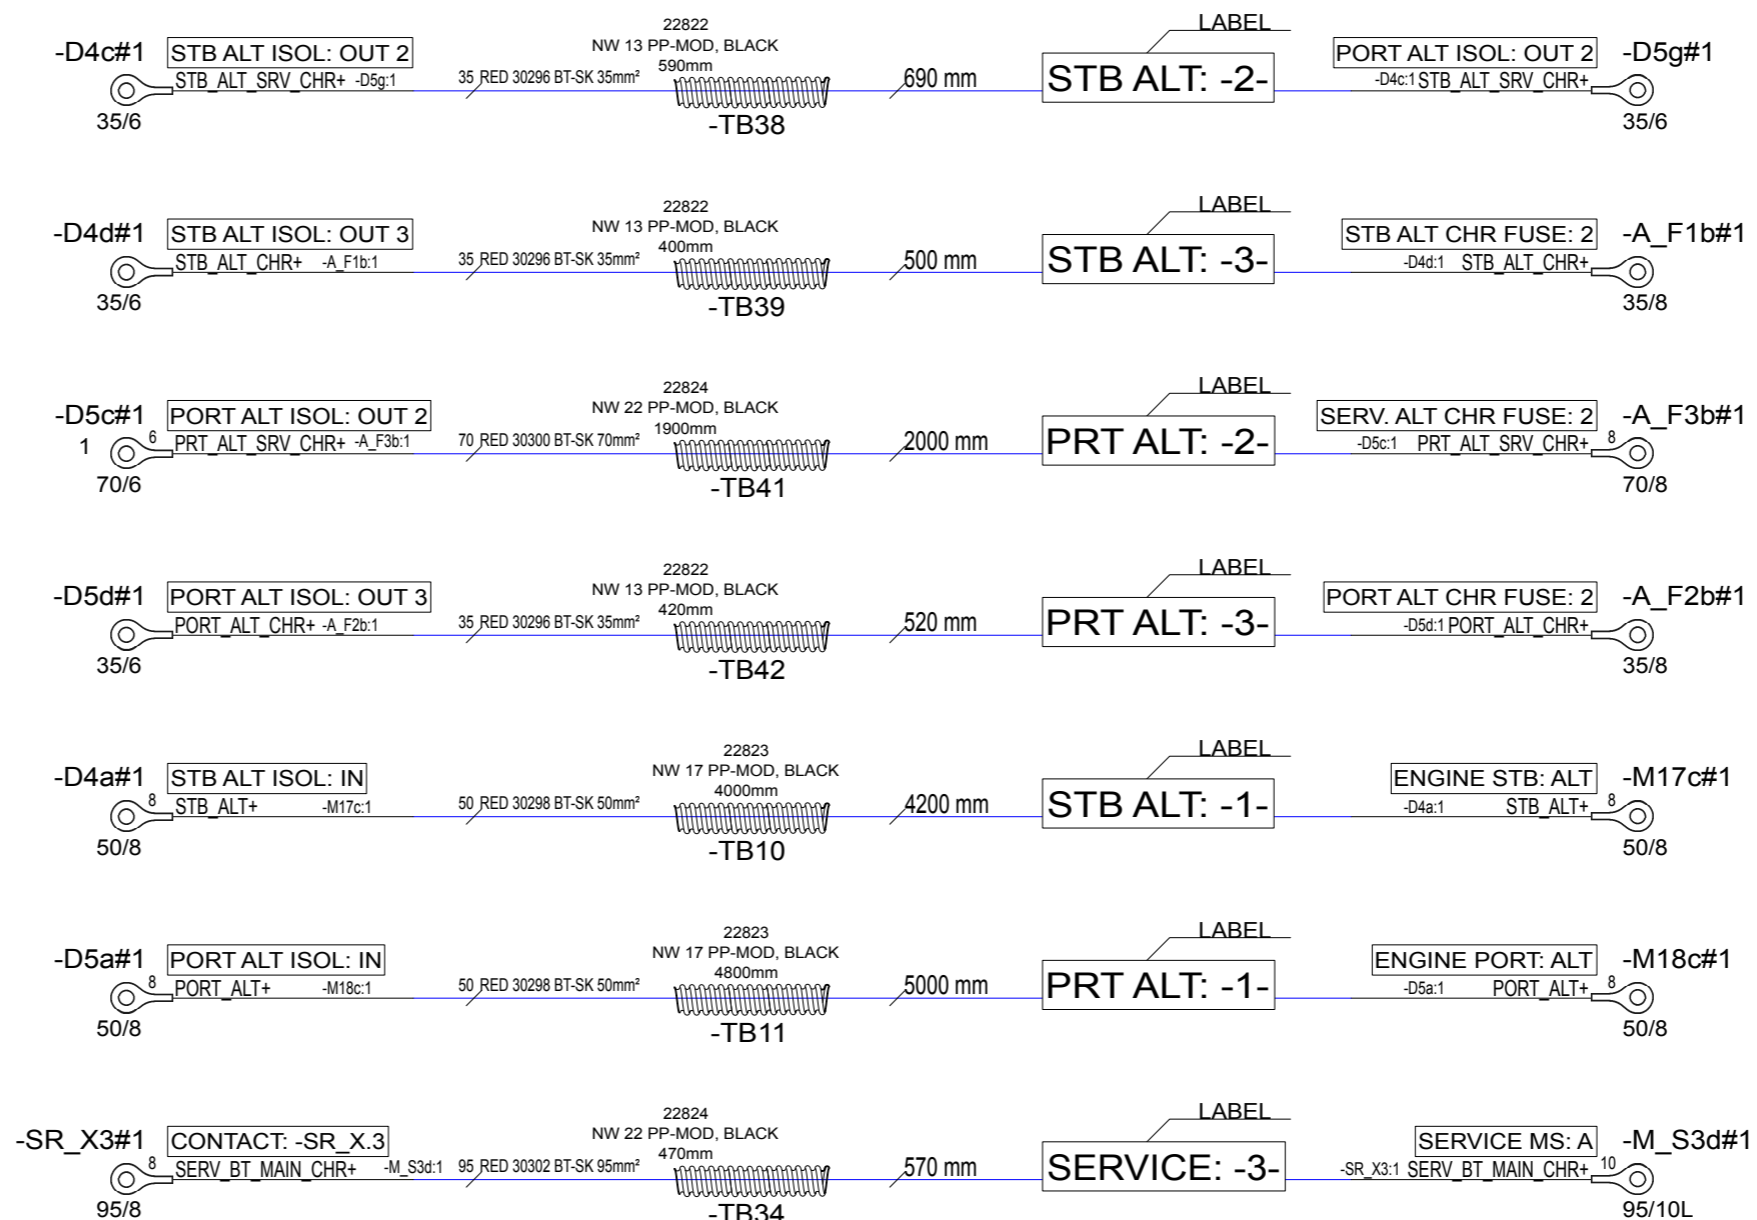 22822
LABEL
-D4c#1 STB ALT ISOL: OUT 2 NW 13 PP-MOD, BLACK PORT ALT ISOL: OUT 2 -D5g#1
590mm
STB_ALT_SRV_CHR+ -D5g:1 35 RED 30296 BT-SK 35mm² 690 mm STB ALT: -2- -D4c:1 STB_ALT_SRV_CHR+
35/6 -TB38 35/6
22822
LABEL
-D4d#1 STB ALT ISOL: OUT 3 NW 13 PP-MOD, BLACK STB ALT CHR FUSE: 2 -A_F1b#1
400mm
STB_ALT_CHR+ -A_F1b:1 35 RED 30296 BT-SK 35mm² 500 mm STB ALT: -3- -D4d:1 STB_ALT_CHR+
35/6 -TB39 35/8
22824
LABEL
-D5c#1 PORT ALT ISOL: OUT 2 NW 22 PP-MOD, BLACK SERV. ALT CHR FUSE: 2 -A_F3b#1
1900mm
1 6 PRT_ALT_SRV_CHR+ -A_F3b:1 70 RED 30300 BT-SK 70mm² 2000 mm PRT ALT: -2- -D5c:1 PRT_ALT_SRV_CHR+ 8
70/6 -TB41 70/8
22822
LABEL
-D5d#1 PORT ALT ISOL: OUT 3 NW 13 PP-MOD, BLACK PORT ALT CHR FUSE: 2 -A_F2b#1
420mm
PORT_ALT_CHR+ -A_F2b:1 35 RED 30296 BT-SK 35mm² 520 mm PRT ALT: -3- -D5d:1 PORT_ALT_CHR+
35/6 -TB42 35/8
22823
LABEL
-D4a#1 STB ALT ISOL: IN NW 17 PP-MOD, BLACK ENGINE STB: ALT -M17c#1
4000mm
8 STB_ALT+ -M17c:1 50 RED 30298 BT-SK 50mm² 4200 mm STB ALT: -1- -D4a:1 STB_ALT+ 8
50/8 -TB10 50/8
22823
LABEL
-D5a#1 PORT ALT ISOL: IN NW 17 PP-MOD, BLACK ENGINE PORT: ALT -M18c#1
4800mm
8 PORT_ALT+ -M18c:1 50 RED 30298 BT-SK 50mm² 5000 mm PRT ALT: -1- -D5a:1 PORT_ALT+ 8
50/8 -TB11 50/8
22824
LABEL
-SR_X3#1 CONTACT: -SR_X.3 NW 22 PP-MOD, BLACK SERVICE MS: A -M_S3d#1
470mm
8 SERV_BT_MAIN_CHR+ -M_S3d:1 95 RED 30302 BT-SK 95mm² 570 mm SERVICE: -3- -SR_X3:1 SERV_BT_MAIN_CHR+ 10
95/8 -TB34 95/10L